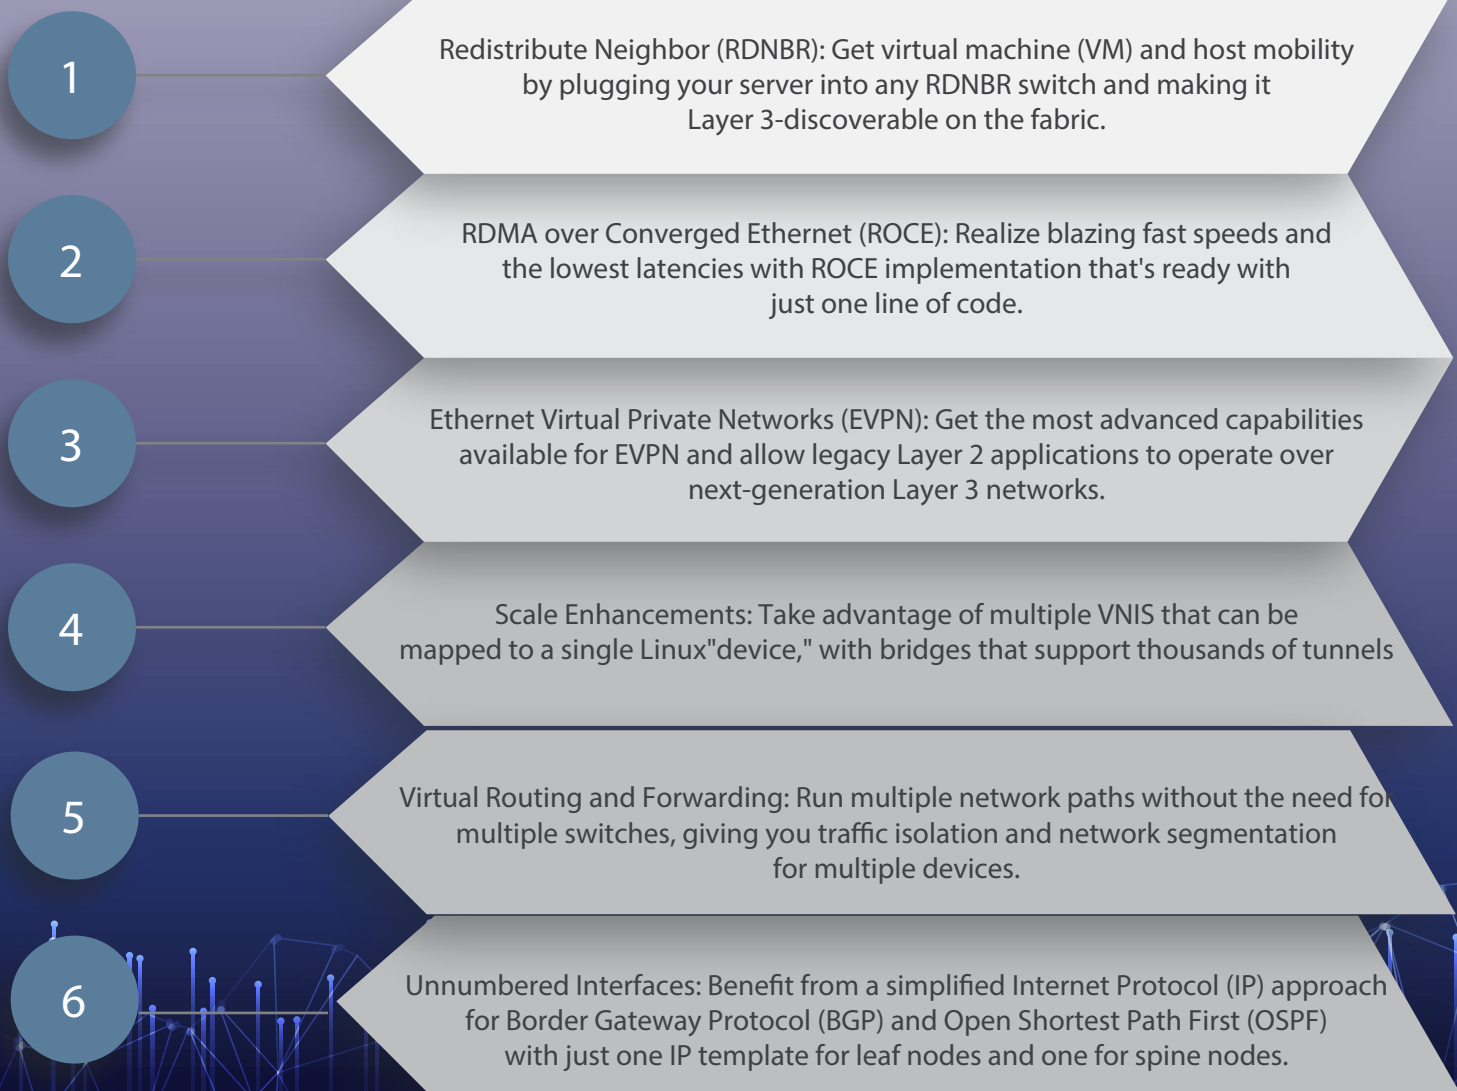 1
Redistribute Neighbor (RDNBR): Get virtual machine (VM) and host mobility
by plugging your server into any RDNBR switch and making it
Layer 3-discoverable on the fabric.
2
RDMA over Converged Ethernet (ROCE): Realize blazing fast speeds and
the lowest latencies with ROCE implementation that's ready with
just one line of code.
3
Ethernet Virtual Private Networks (EVPN): Get the most advanced capabilities
available for EVPN and allow legacy Layer 2 applications to operate over
next-generation Layer 3 networks.
4
Scale Enhancements: Take advantage of multiple VNIS that can be
mapped to a single Linux"device," with bridges that support thousands of tunnels
5
Virtual Routing and Forwarding: Run multiple network paths without the need for
multiple switches, giving you traffic isolation and network segmentation
for multiple devices.
6
Unnumbered Interfaces: Benefit from a simplified Internet Protocol (IP) approach
for Border Gateway Protocol (BGP) and Open Shortest Path First (OSPF)
with just one IP template for leaf nodes and one for spine nodes.